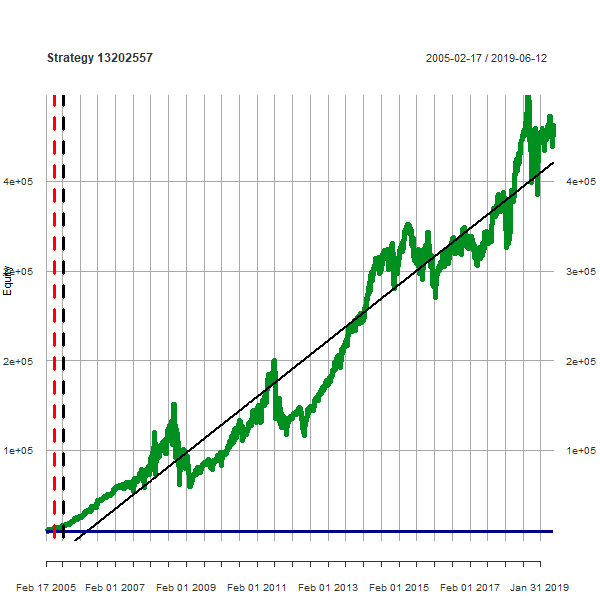 Strategy 13202557
2005-02-17 / 2019-06-12
4e+05
4e+05
Equity
3e+05
3e+05
2e+05
2e+05
1e+05
1e+05
Feb 17 2005
Feb 01 2007
Feb 01 2009
Feb 01 2011
Feb 01 2013
Feb 01 2015
Feb 01 2017
Jan 31 2019